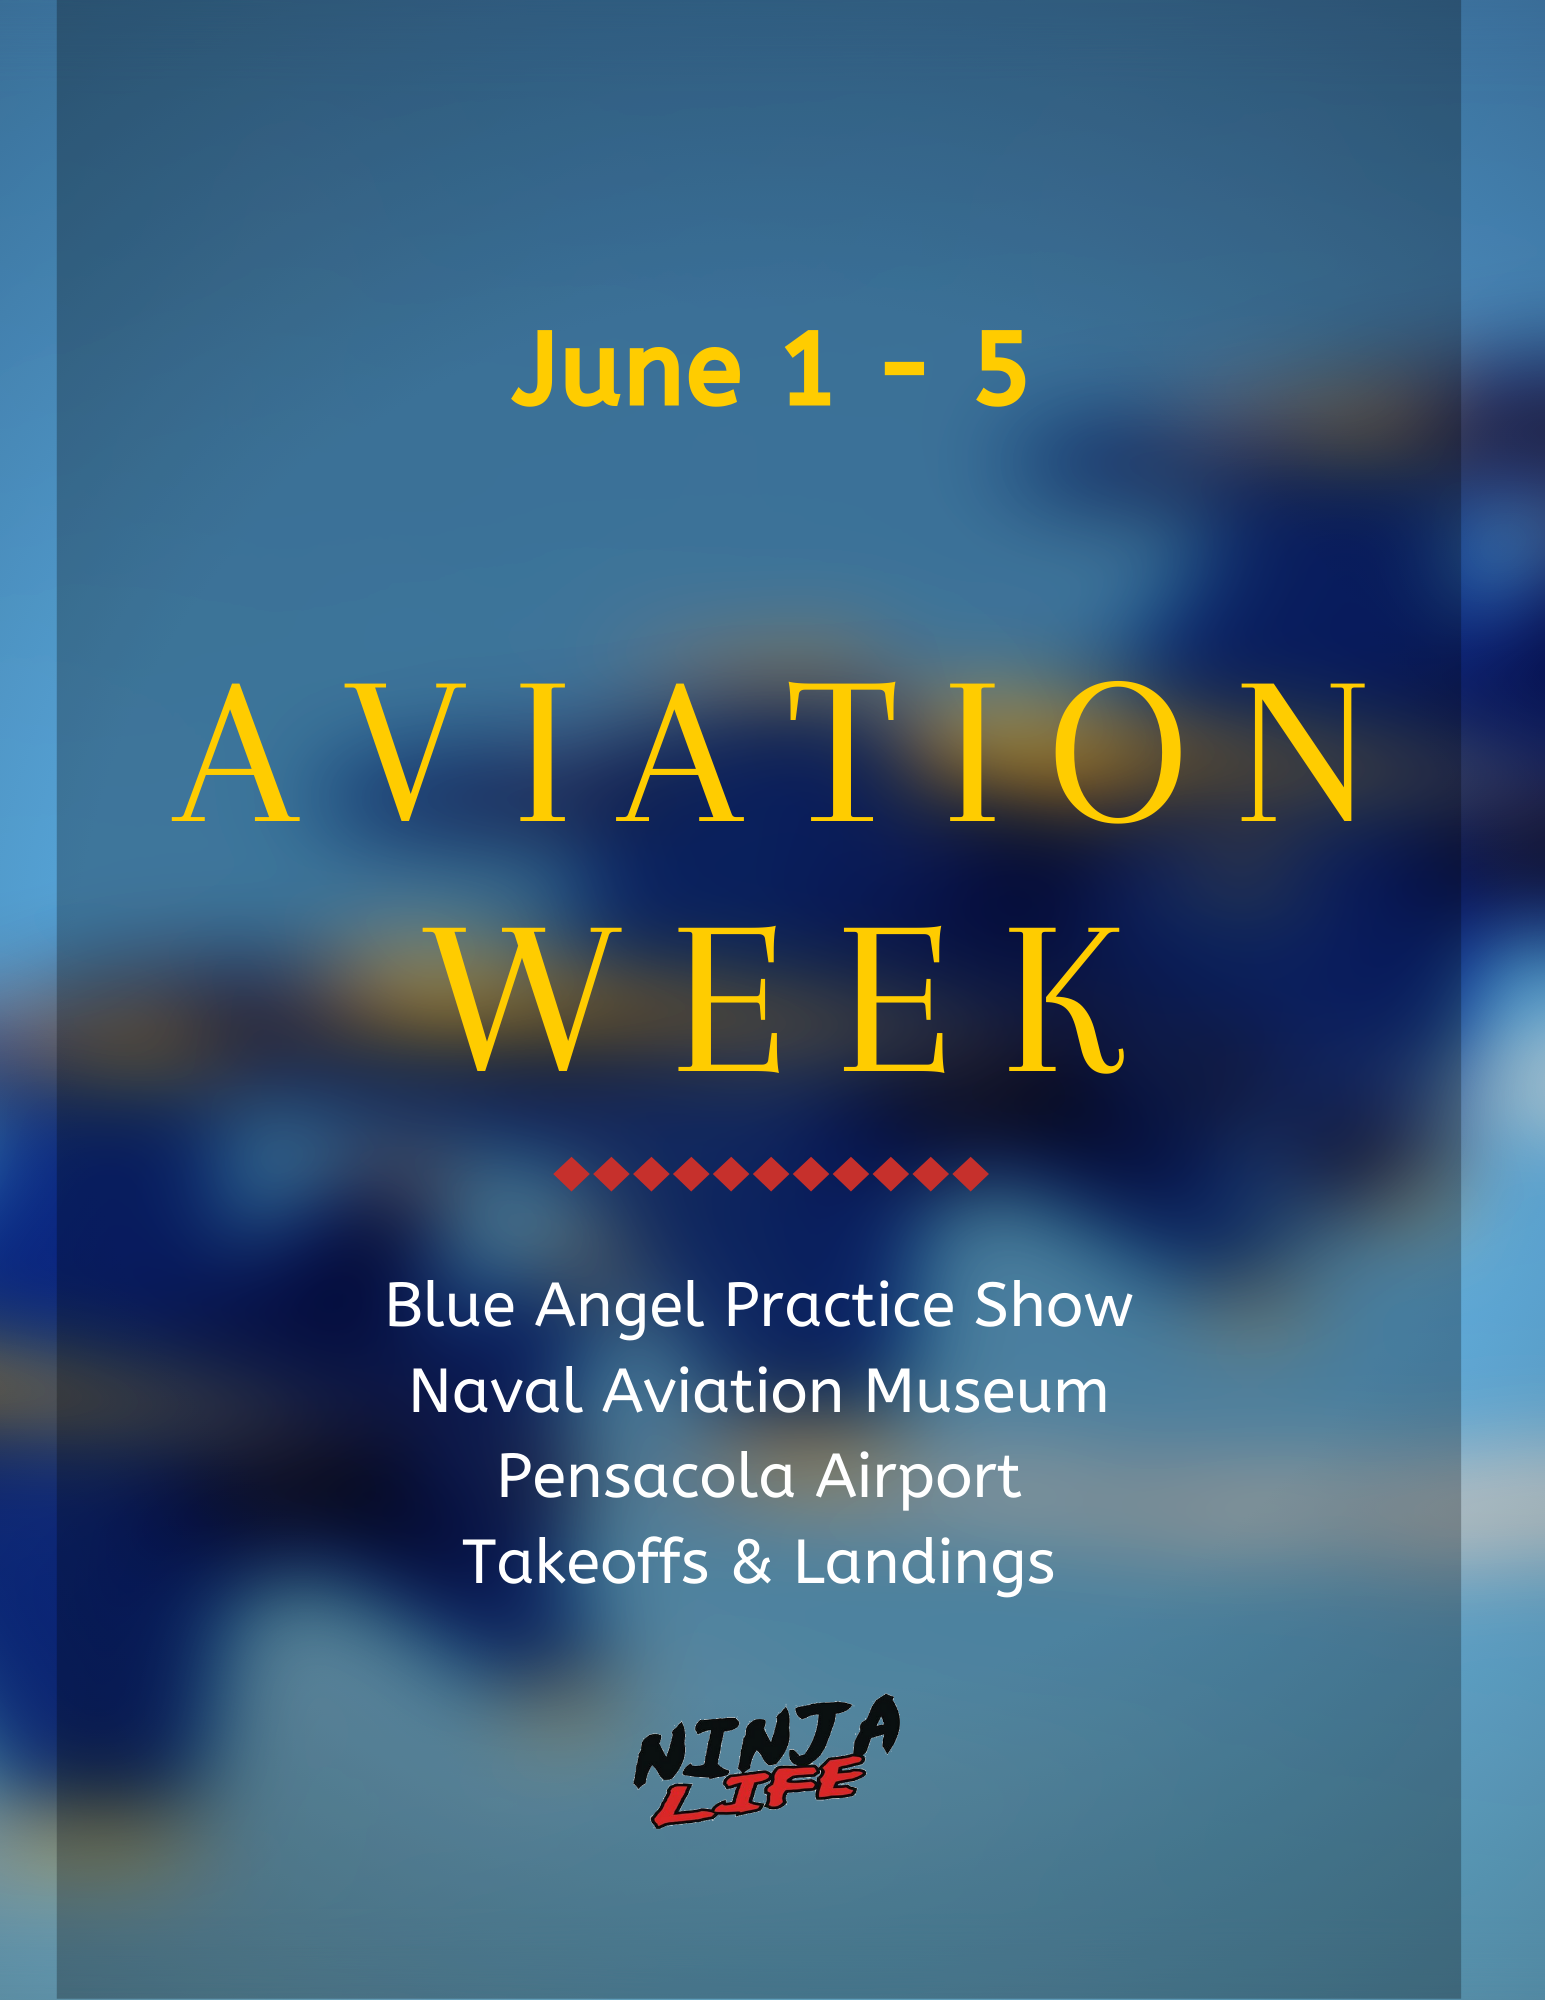 June 1 - 5
AVIATION
WEEK
Blue Angel Practice Show
Naval Aviation Museum
Pensacola Airport
Takeoffs & Landings
NINJA
LIFE